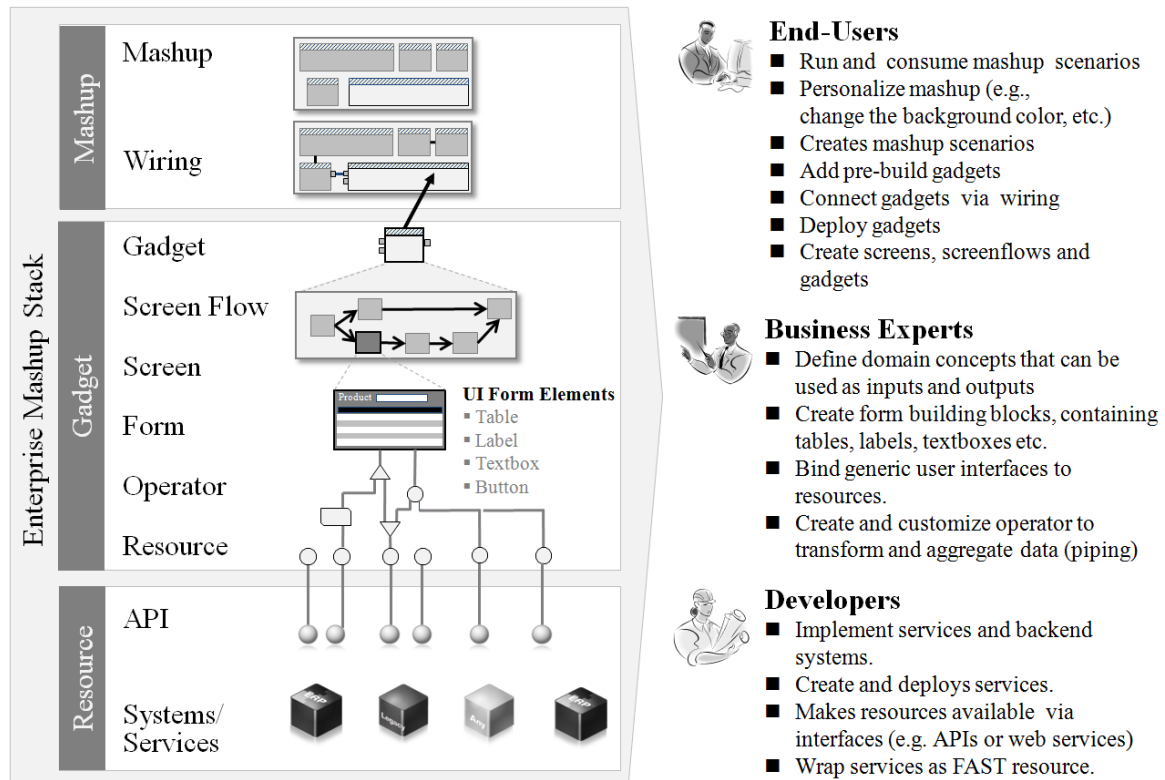 Enterprise Mashup Stack
Mashup
Mashup
Wiring
Gadget
Gadget
Screen Flow
Screen
Form
Operator
Resource
Product
UI Form Elements
▪ Table
▪ Label
▪ Textbox
▪ Button
Resource
API
Systems/
Services
ERP
Legacy
Any
ERP
End-Users
■ Run and consume mashup scenarios
■ Personalize mashup (e.g.,
change the background color, etc.)
■ Creates mashup scenarios
■ Add pre-build gadgets
■ Connect gadgets via wiring
■ Deploy gadgets
■ Create screens, screenflows and
gadgets
Business Experts
■ Define domain concepts that can be
used as inputs and outputs
■ Create form building blocks, containing
tables, labels, textboxes etc.
■ Bind generic user interfaces to
resources.
■ Create and customize operator to
transform and aggregate data (piping)
Developers
■ Implement services and backend
systems.
■ Create and deploys services.
■ Makes resources available via
interfaces (e.g. APIs or web services)
■ Wrap services as FAST resource.